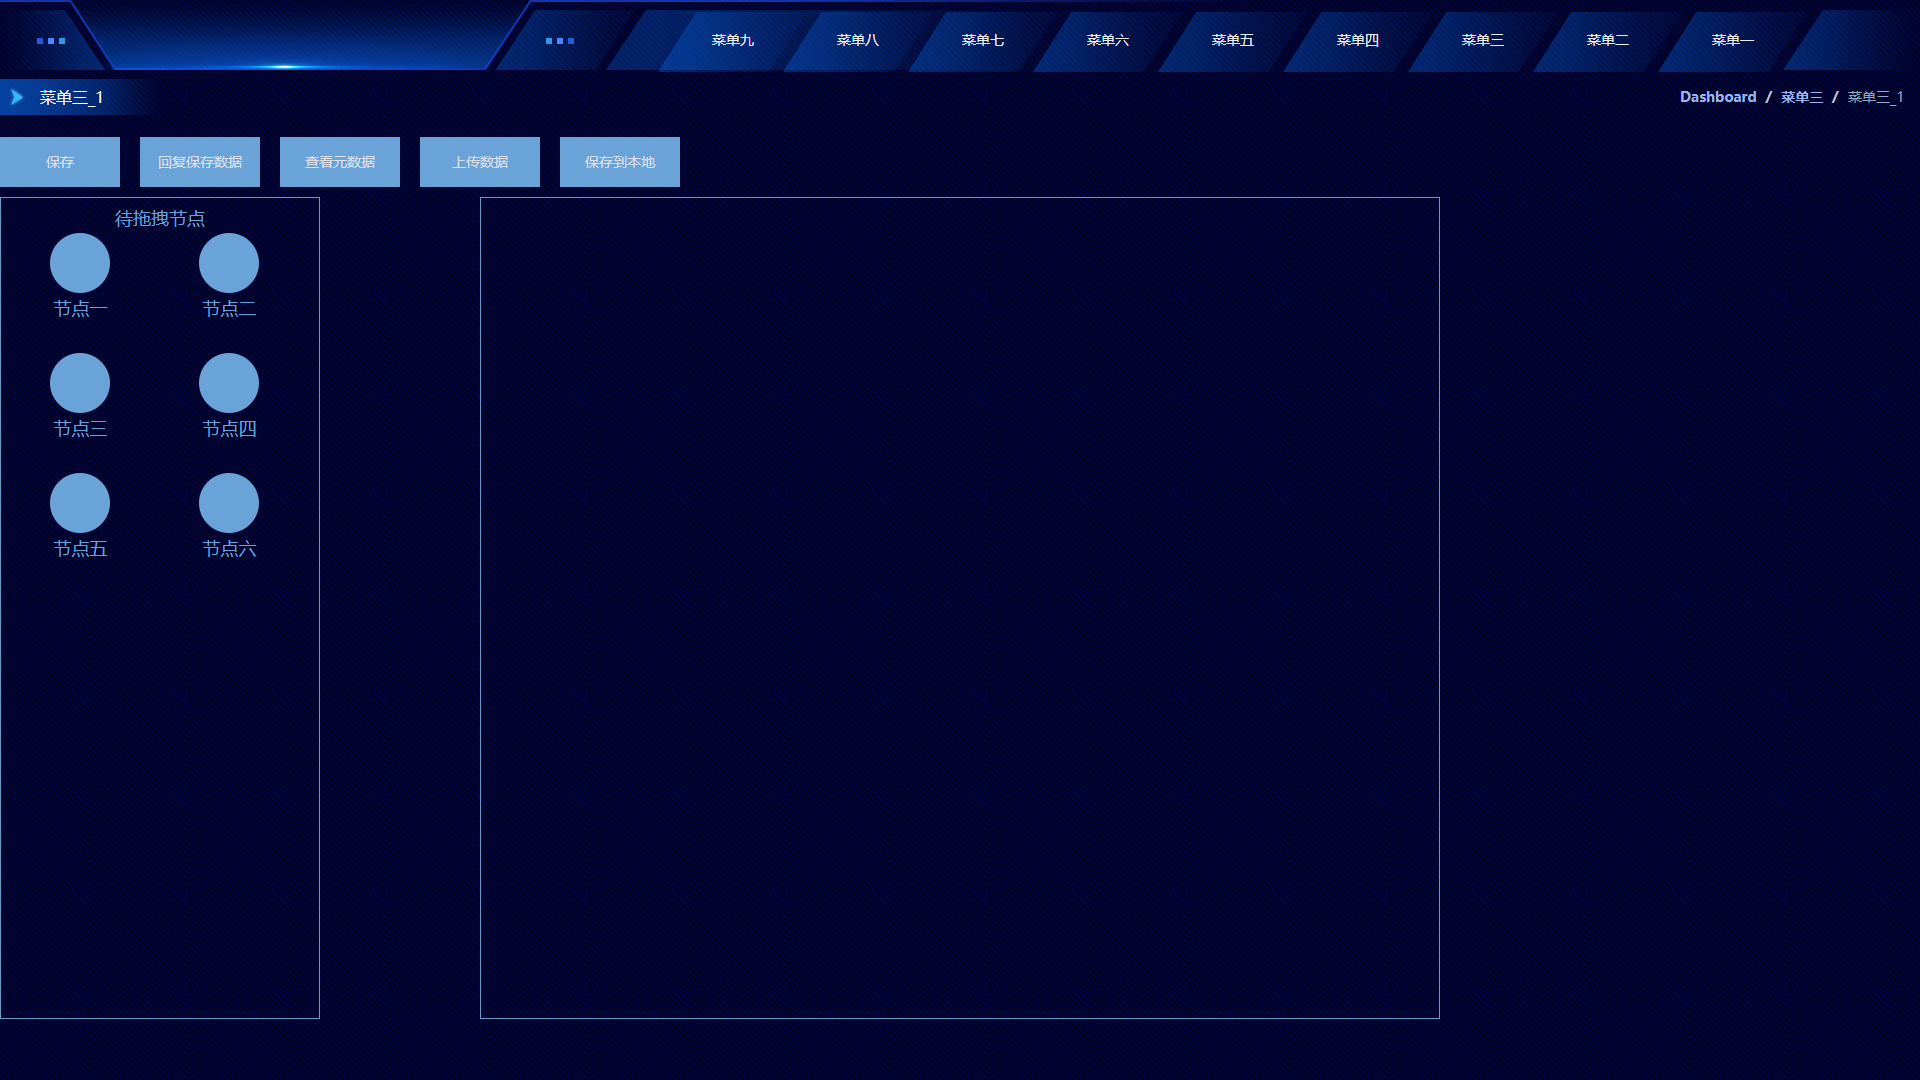 菜单九 菜单八 菜单七 菜单六 菜单五 菜单四 菜单三 菜单二 菜单一
菜单三_1
Dashboard / 菜单三 / 菜单三_1
保存 回复保存数据 查看元数据 上传数据 保存到本地
待拖拽节点
节点一 节点二
节点三 节点四
节点五 节点六